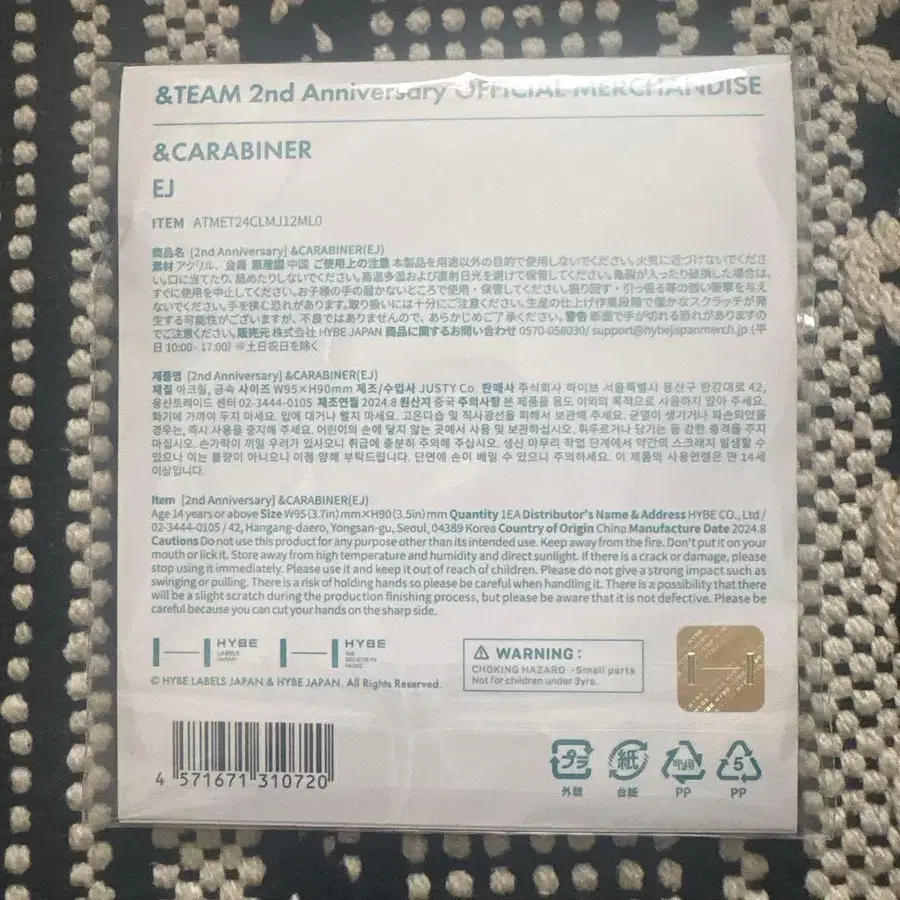 &TEAM 2nd Anniversary OFFICIAL MERCHANDISE
&CARABINER
EJ
ITEM ATMET24CLMJ12ML0
商品名 [2nd Anniversary] &CARABINER(EJ)
素材 アクリル、金属 原産国 中国 ご使用上の注意 本製品を用途以外の目的で使用しないでください。火気に近づけないでくださ
い。口に当てたり、舐めたりしないでください。高温多湿および直射日光を避けて保管してください。亀裂が入ったり破損した場合は、
すぐに使用を中止してください。お子様の手の届かないところで使用・保管してください。振り回す・引っ張る等の強い衝撃を与
えないでください。手を挟む恐れがあります。取り扱いには十分にご注意ください。生産の仕上げ作業段階で僅かなスクラッチが発
生する可能性がございますが、不良ではありませんので、あらかじめご了承ください。警告 断面で手が切れる恐れがありますの
でご注意ください。販売元 株式会社 HYBE JAPAN 商品に関するお問い合わせ 0570-058030/ support@hybejapanmerch.jp (平
日 10:00 - 17:00) ※土日祝日を除く
제품명 [2nd Anniversary] &CARABINER(EJ)
재질 아크릴, 금속 사이즈 W95×H90mm 제조/수입사 JUSTY Co. 판매사 주식회사 하이브 서울특별시 용산구 한강대로 42,
용산트레이드 센터 02-3444-0105 제조연월 2024.8 원산지 중국 주의사항 본 제품을 용도 이외의 목적으로 사용하지 말아 주세요.
화기에 가까이 두지 마세요. 입에 대거나 빨지 마세요. 고온다습 및 직사광선을 피해서 보관해 주세요. 균열이 생기거나 파손되었을
경우는, 즉시 사용을 중지해 주세요. 어린이의 손에 닿지 않는 곳에서 사용 및 보관하십시오. 휘두르거나 당기는 등 강한 충격을 주지
마십시오. 손가락이 끼일 우려가 있사오니 취급에 충분히 주의해 주십시오. 생산 마무리 작업 단계에서 약간의 스크래치 발생할 수
있으나 이는 불량이 아니오니 이점 양해 부탁드립니다. 단면에 손이 베일 수 있으니 주의하세요. 이 제품의 사용연령은 만 14세
이상입니다.
Item [2nd Anniversary] &CARABINER(EJ)
Age 14 years or above Size W95(3.7in)mm×H90(3.5in)mm Quantity 1EA Distributor's Name & Address HYBE CO., Ltd /
02-3444-0105 / 42, Hangang-daero, Yongsan-gu, Seoul, 04389 Korea Country of Origin China Manufacture Date 2024.8
Cautions Do not use this product for any purpose other than its intended use. Keep away from the fire. Don't put it on your
mouth or lick it. Store away from high temperature and humidity and direct sunlight. If there is a crack or damage, please
stop using it immediately. Please use it and keep it out of reach of children. Please do not give a strong impact such as
swinging or pulling. There is a risk of holding hands so please be careful when handling it. There is a possibility that there
will be a slight scratch during the production finishing process, but please be aware that it is not defective. Please be
careful because you can cut your hands on the sharp side.
HYBE LABELS JAPAN
HYBE WE BELIEVE IN MUSIC
© HYBE LABELS JAPAN & HYBE JAPAN. All Rights Reserved.
WARNING :
CHOKING HAZARD -Small parts
Not for children under 3yrs.
4 571671 310720
プラ 紙 비닐류 5
外装 台紙 PP PP